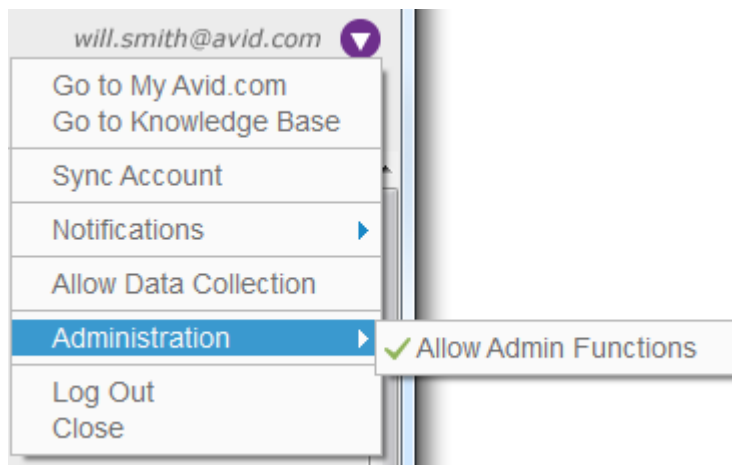 will.smith@avid.com
Go to My Avid.com
Go to Knowledge Base
Sync Account
Notifications
Allow Data Collection
Administration
Allow Admin Functions
Log Out
Close